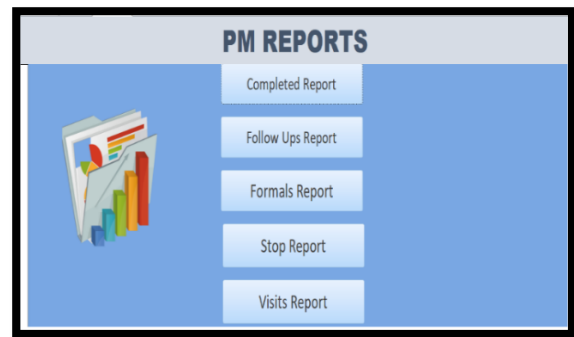 PM REPORTS
Completed Report
Follow Ups Report
Formals Report
Stop Report
Visits Report